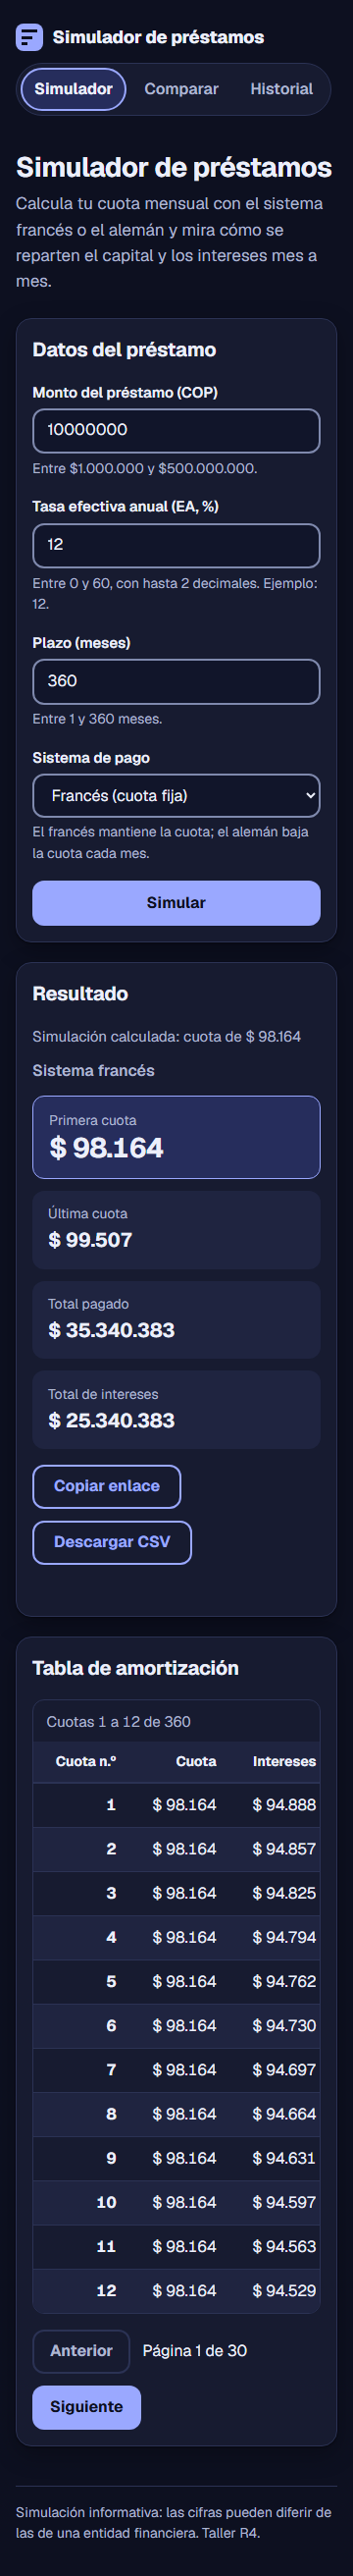 Simulador de préstamos
Simulador Comparar Historial
Simulador de préstamos
Calcula tu cuota mensual con el sistema
francés o el alemán y mira cómo se
reparten el capital y los intereses mes a
mes.
Datos del préstamo
Monto del préstamo (COP)
10000000
Entre $1.000.000 y $500.000.000.
Tasa efectiva anual (EA, %)
12
Entre 0 y 60, con hasta 2 decimales. Ejemplo:
12.
Plazo (meses)
360
Entre 1 y 360 meses.
Sistema de pago
Francés (cuota fija)
El francés mantiene la cuota; el alemán baja
la cuota cada mes.
Simular
Resultado
Simulación calculada: cuota de $ 98.164
Sistema francés
Primera cuota
$ 98.164
Última cuota
$ 99.507
Total pagado
$ 35.340.383
Total de intereses
$ 25.340.383
Copiar enlace
Descargar CSV
Tabla de amortización
Cuotas 1 a 12 de 360
Cuota n.º Cuota Intereses
1 $ 98.164 $ 94.888
2 $ 98.164 $ 94.857
3 $ 98.164 $ 94.825
4 $ 98.164 $ 94.794
5 $ 98.164 $ 94.762
6 $ 98.164 $ 94.730
7 $ 98.164 $ 94.697
8 $ 98.164 $ 94.664
9 $ 98.164 $ 94.631
10 $ 98.164 $ 94.597
11 $ 98.164 $ 94.563
12 $ 98.164 $ 94.529
Anterior Página 1 de 30
Siguiente
Simulación informativa: las cifras pueden diferir de
las de una entidad financiera. Taller R4.